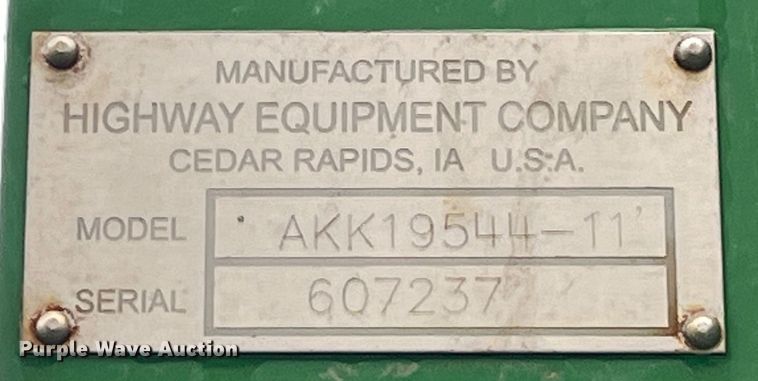 MANUFACTURED BY
HIGHWAY EQUIPMENT COMPANY
CEDAR RAPIDS, IA U.S.A.
MODEL AKK19544-11'
SERIAL 607237
Purple Wave Auction